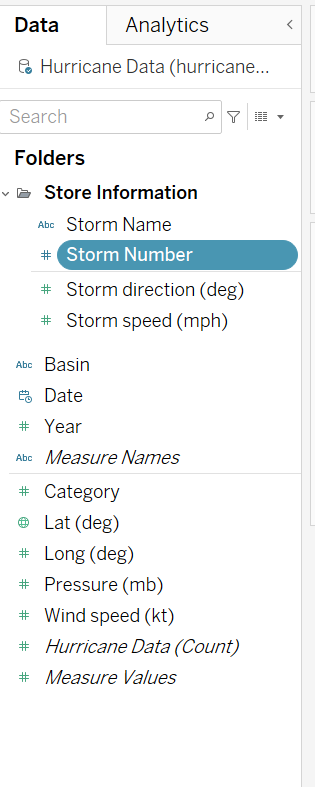 Data Analytics
Hurricane Data (hurricane...
Search
Folders
Store Information
Abc Storm Name
# Storm Number
# Storm direction (deg)
# Storm speed (mph)
Abc Basin
Date
# Year
Abc Measure Names
# Category
Lat (deg)
# Long (deg)
# Pressure (mb)
# Wind speed (kt)
# Hurricane Data (Count)
# Measure Values